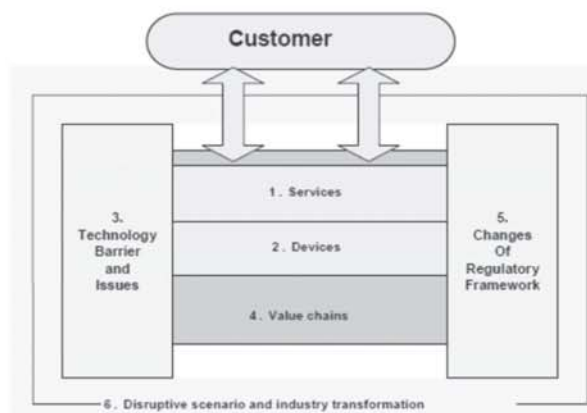 Customer
1. Services
3.
Technology
Barrier
and
Issues
2. Devices
5.
Changes
Of
Regulatory
Framework
4. Value chains
6. Disruptive scenario and industry transformation